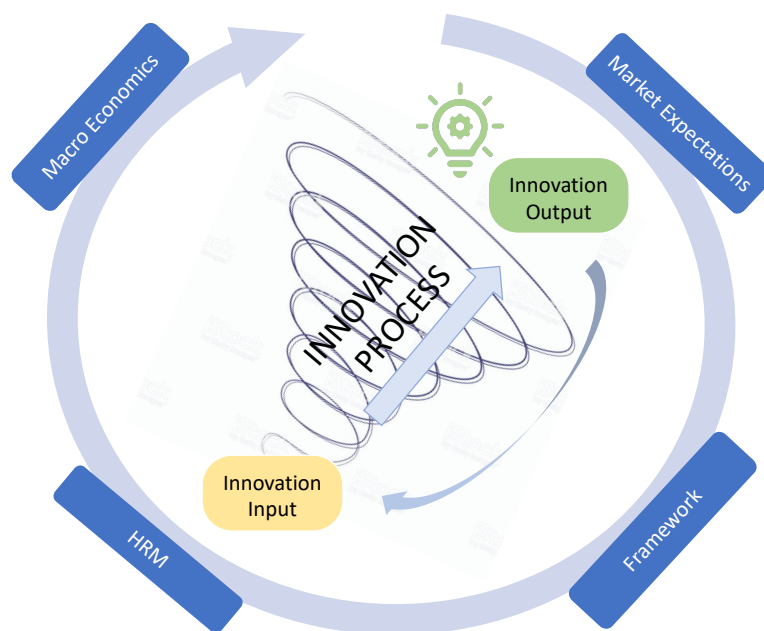 Macro Economics
Market Expectations
Innovation
Output
INNOVATION
PROCESS
Innovation
Input
HRM
Framework